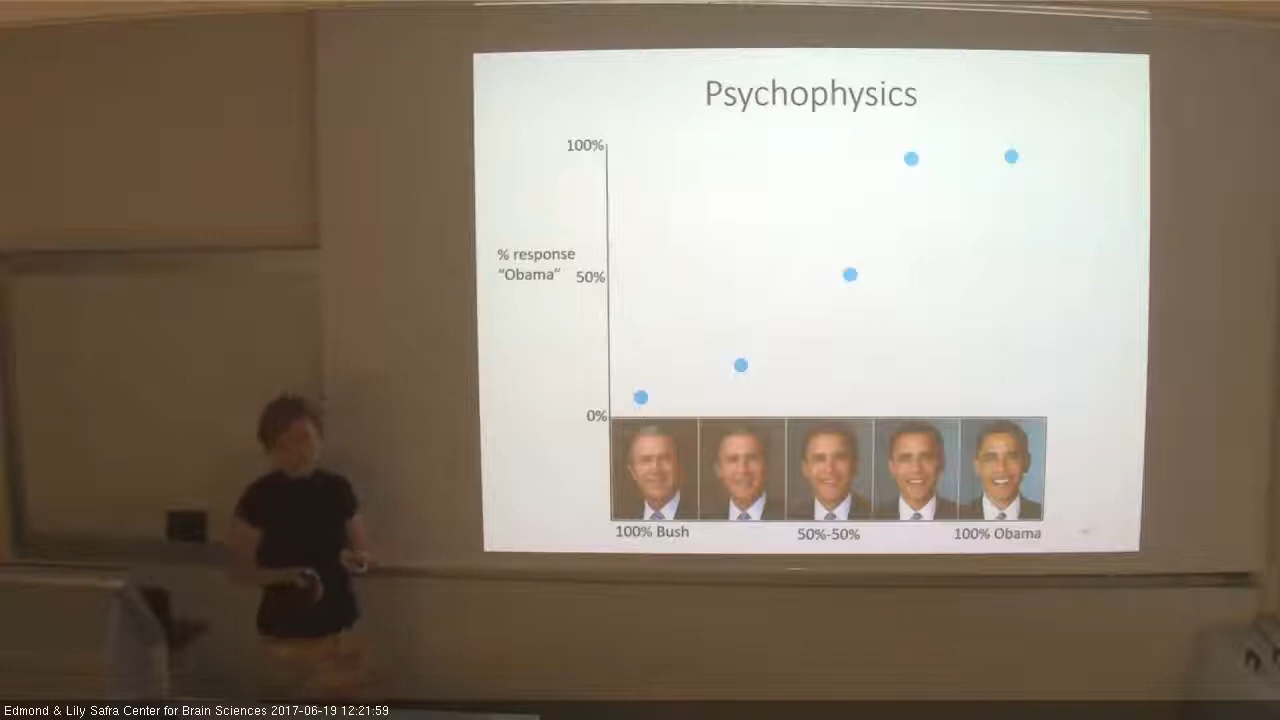 Psychophysics
100%
% response
"Obama"
50%
0%
100% Bush
50%-50%
100% Obama
Edmond & Lily Safra Center for Brain Sciences 2017-06-19 12:21:59